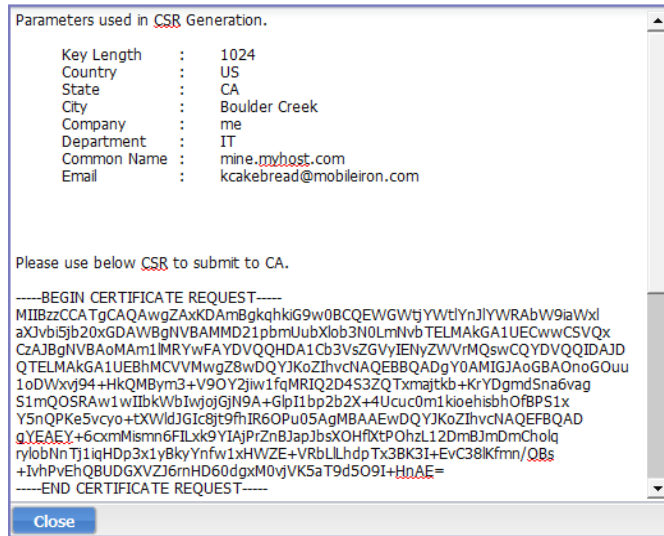 Parameters used in CSR Generation.
Key Length : 1024
Country : US
State : CA
City : Boulder Creek
Company : me
Department : IT
Common Name : mine.myhost.com
Email : kcakebread@mobileiron.com
Please use below CSR to submit to CA.
-----BEGIN CERTIFICATE REQUEST-----
MIIBzzCCATgCAQAwgZAxKDAmBgkqhkiG9w0BCQEWGWtjYWtlYnJlYWRAbW9iaWxl
aXJvbi5jb20xGDAWBgNVBAMMD21pbmUubXlob3N0LmNvbTELMAkGA1UECwwCSVQx
CzAJBgNVBAoMAm1lMRYwFAYDVQQHDA1Cb3VsZGVyIENyZWVrMQswCQYDVQQIDAJD
QTELMAkGA1UEBhMCVVMwgZ8wDQYJKoZIhvcNAQEBBQADgY0AMIGJAoGBAOnoGOuu
1oDWxvj94+HkQMBym3+V9OY2jiw1fqMRIQ2D4S3ZQTxmajtkb+KrYDgmdSna6vag
S1mQOSRAw1wIIbkWbIwjojGjN9A+GlpI1bp2b2X+4Ucuc0m1kioehisbhOfBPS1x
Y5nQPKe5vcyo+tXWldJGIc8jt9fhIR6OPu05AgMBAAEwDQYJKoZIhvcNAQEFBQAD
gYEAEY+6cxmMismn6FILxk9YIAjPrZnBJapJbsXOHflXtPOhzL12DmBJmDmCholq
rylobNnTj1iqHDp3x1yBkyYnfw1xHWZE+VRbLlLhdpTx3BK3I+EvC38lKfmn/OBs
+IvhPvEhQBUDGXVZJ6rnHD60dgxM0vjVK5aT9d5O9I+HnAE=
-----END CERTIFICATE REQUEST-----
Close